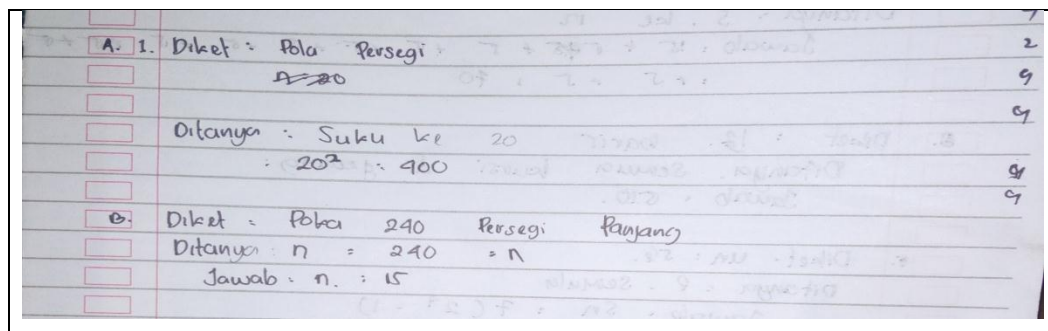 A. 1. Diket : Pola Persegi
Ditanya : Suku ke 20
: 20² : 400
B. Diket : Pola 240 Persegi Panjang
Ditanya : n = 240 = n
Jawab : n. : 15